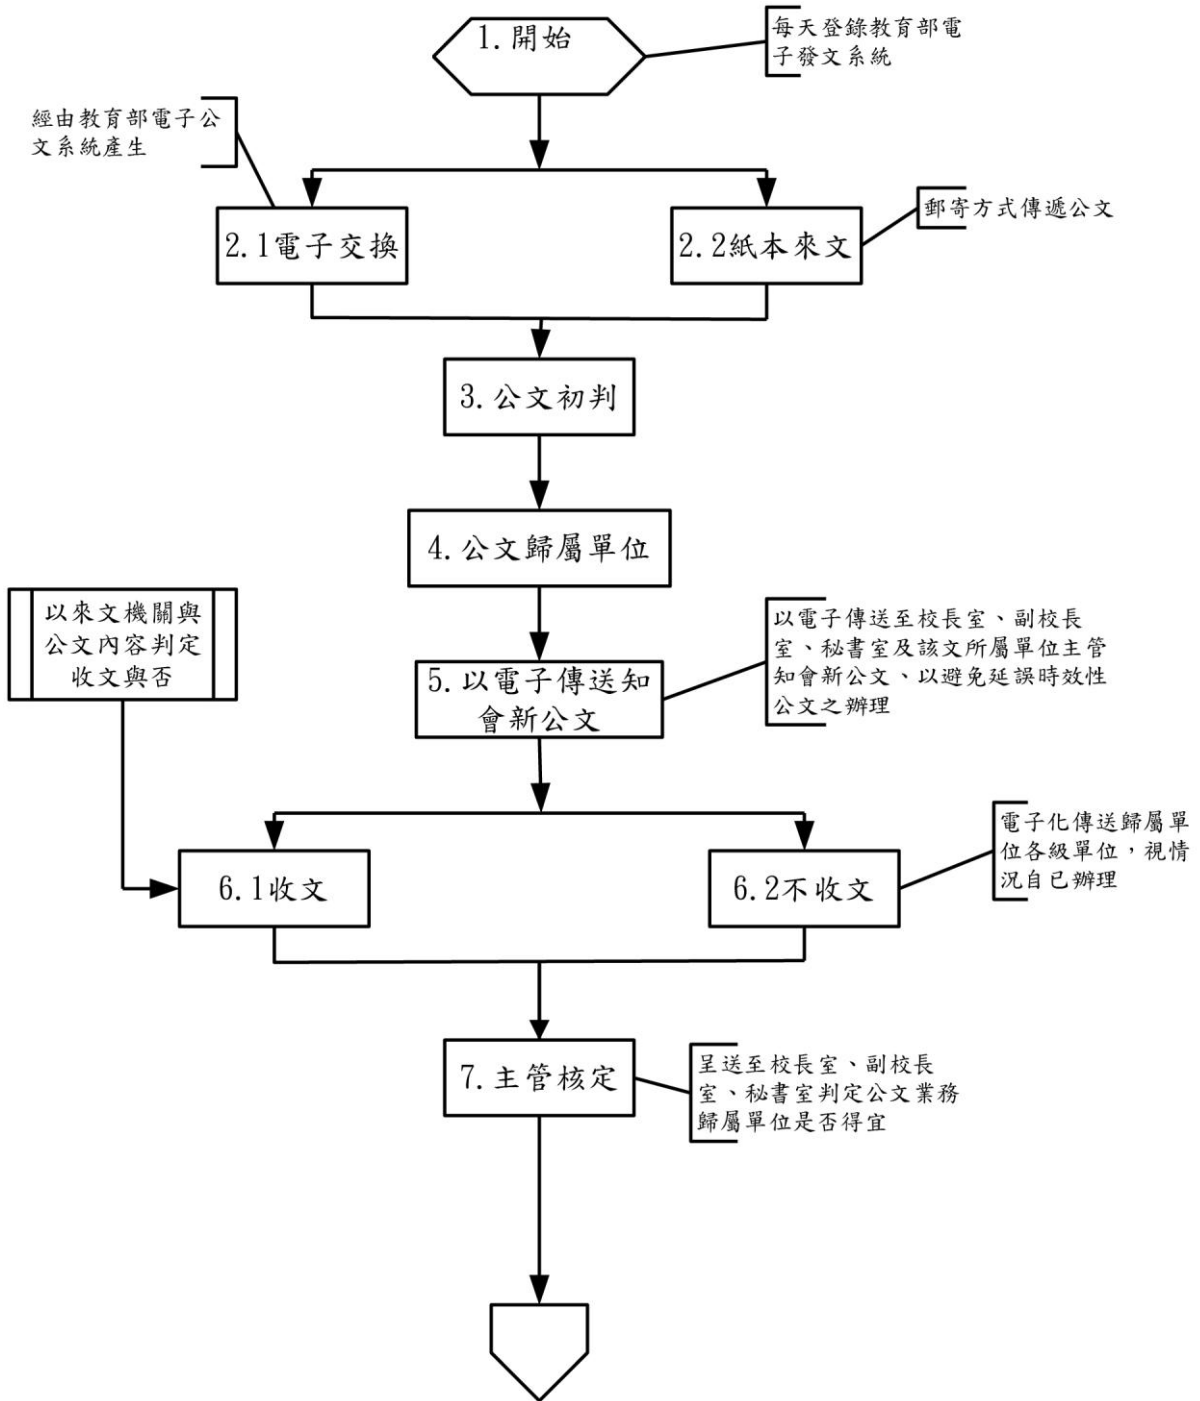 1.開始
每天登錄教育部電
子發文系統
經由教育部電子公
文系統產生
2.1電子交換
2.2紙本來文
郵寄方式傳遞公文
3.公文初判
4.公文歸屬單位
以來文機關與
公文內容判定
收文與否
5.以電子傳送知
會新公文
以電子傳送至校長室、副校長
室、秘書室及該文所屬單位主管
知會新公文、以避免延誤時效性
公文之辦理
6.1收文
6.2不收文
電子化傳送歸屬單
位各級單位，視情
況自已辦理
7.主管核定
呈送至校長室、副校長
室、秘書室判定公文業務
歸屬單位是否得宜